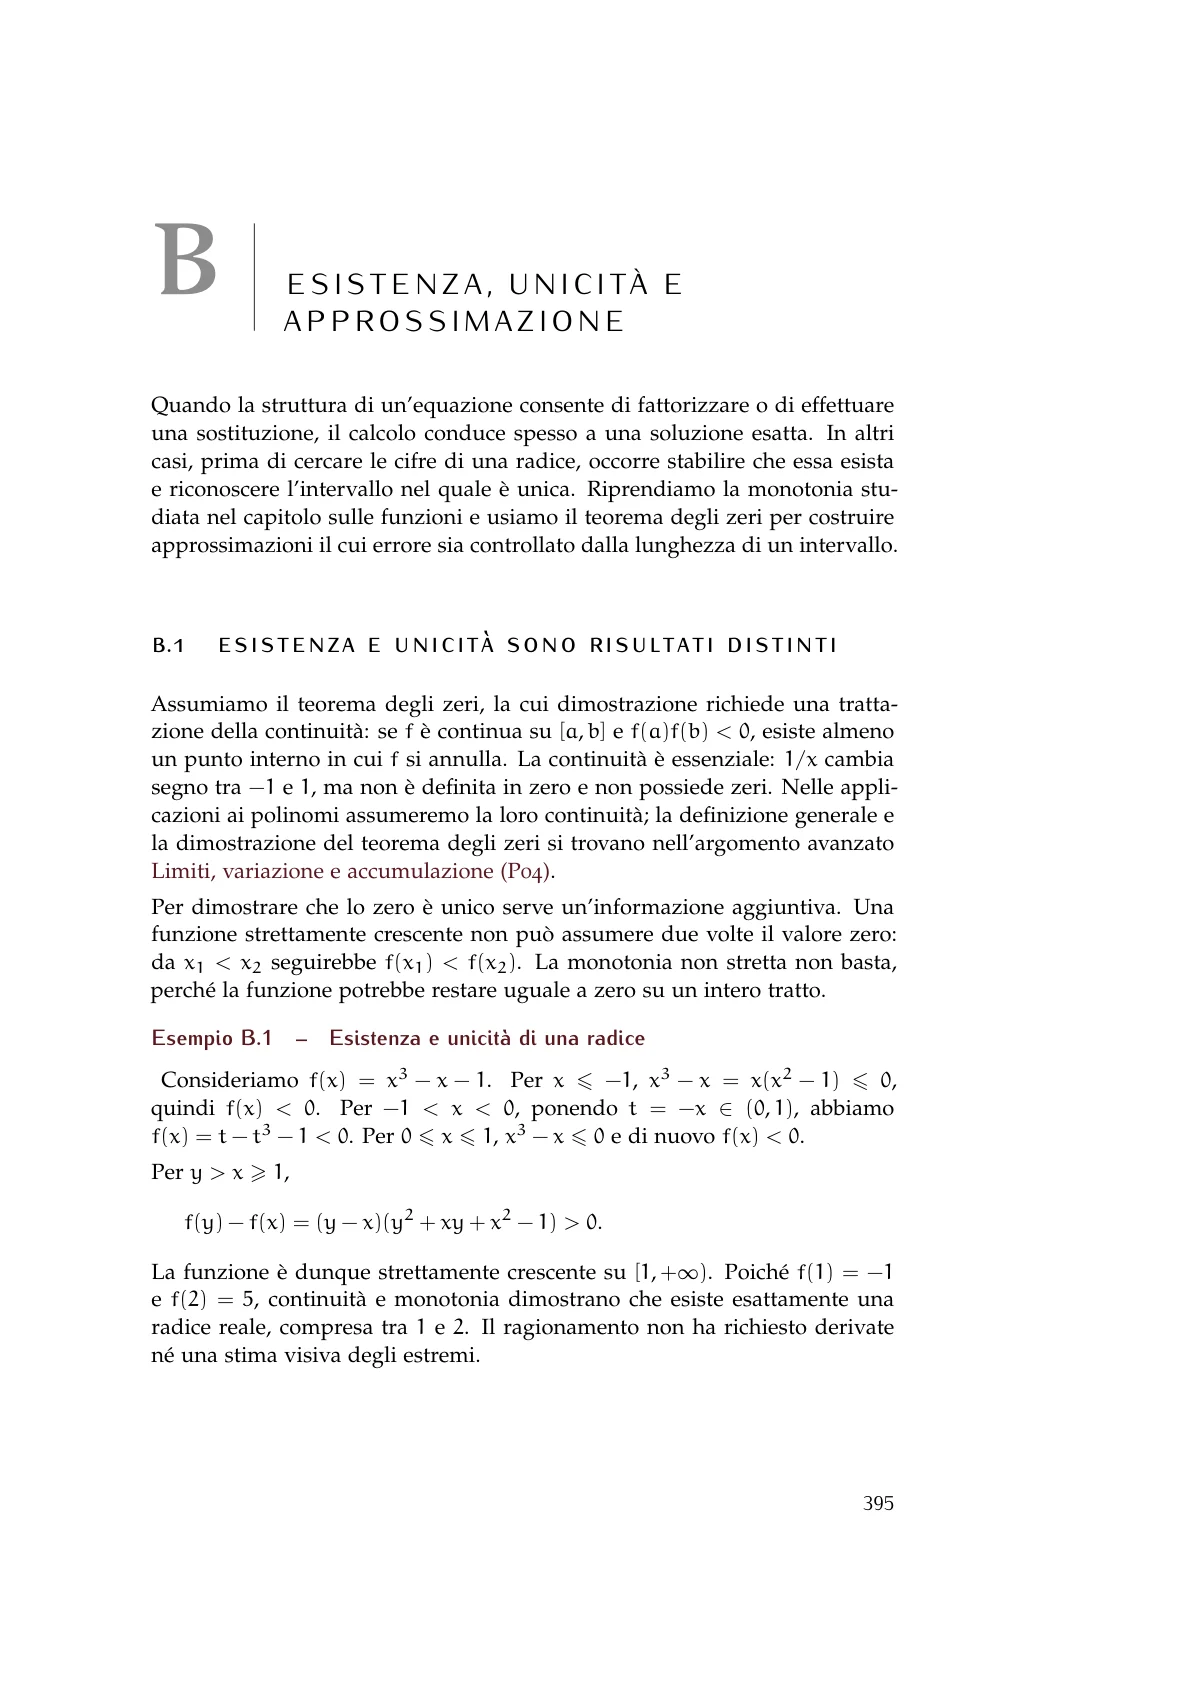 B
ESISTENZA, UNICITÀ E
APPROSSIMAZIONE
Quando la struttura di un'equazione consente di fattorizzare o di effettuare
una sostituzione, il calcolo conduce spesso a una soluzione esatta. In altri
casi, prima di cercare le cifre di una radice, occorre stabilire che essa esista
e riconoscere l'intervallo nel quale è unica. Riprendiamo la monotonia stu-
diata nel capitolo sulle funzioni e usiamo il teorema degli zeri per costruire
approssimazioni il cui errore sia controllato dalla lunghezza di un intervallo.
B.1 ESISTENZA E UNICITÀ SONO RISULTATI DISTINTI
Assumiamo il teorema degli zeri, la cui dimostrazione richiede una tratta-
zione della continuità: se f è continua su [a, b] e f(a)f(b) < 0, esiste almeno
un punto interno in cui f si annulla. La continuità è essenziale: 1/x cambia
segno tra −1 e 1, ma non è definita in zero e non possiede zeri. Nelle appli-
cazioni ai polinomi assumeremo la loro continuità; la definizione generale e
la dimostrazione del teorema degli zeri si trovano nell'argomento avanzato
Limiti, variazione e accumulazione (P04).
Per dimostrare che lo zero è unico serve un'informazione aggiuntiva. Una
funzione strettamente crescente non può assumere due volte il valore zero:
da x₁ < x₂ seguirebbe f(x₁) < f(x₂). La monotonia non stretta non basta,
perché la funzione potrebbe restare uguale a zero su un intero tratto.
Esempio B.1 – Esistenza e unicità di una radice
Consideriamo f(x) = x³ − x − 1. Per x ⩽ −1, x³ − x = x(x² − 1) ⩽ 0,
quindi f(x) < 0. Per −1 < x < 0, ponendo t = −x ∈ (0, 1), abbiamo
f(x) = t − t³ − 1 < 0. Per 0 ⩽ x ⩽ 1, x³ − x ⩽ 0 e di nuovo f(x) < 0.
Per y > x ⩾ 1,
f(y) − f(x) = (y − x)(y² + xy + x² − 1) > 0.
La funzione è dunque strettamente crescente su [1, +∞). Poiché f(1) = −1
e f(2) = 5, continuità e monotonia dimostrano che esiste esattamente una
radice reale, compresa tra 1 e 2. Il ragionamento non ha richiesto derivate
né una stima visiva degli estremi.
395